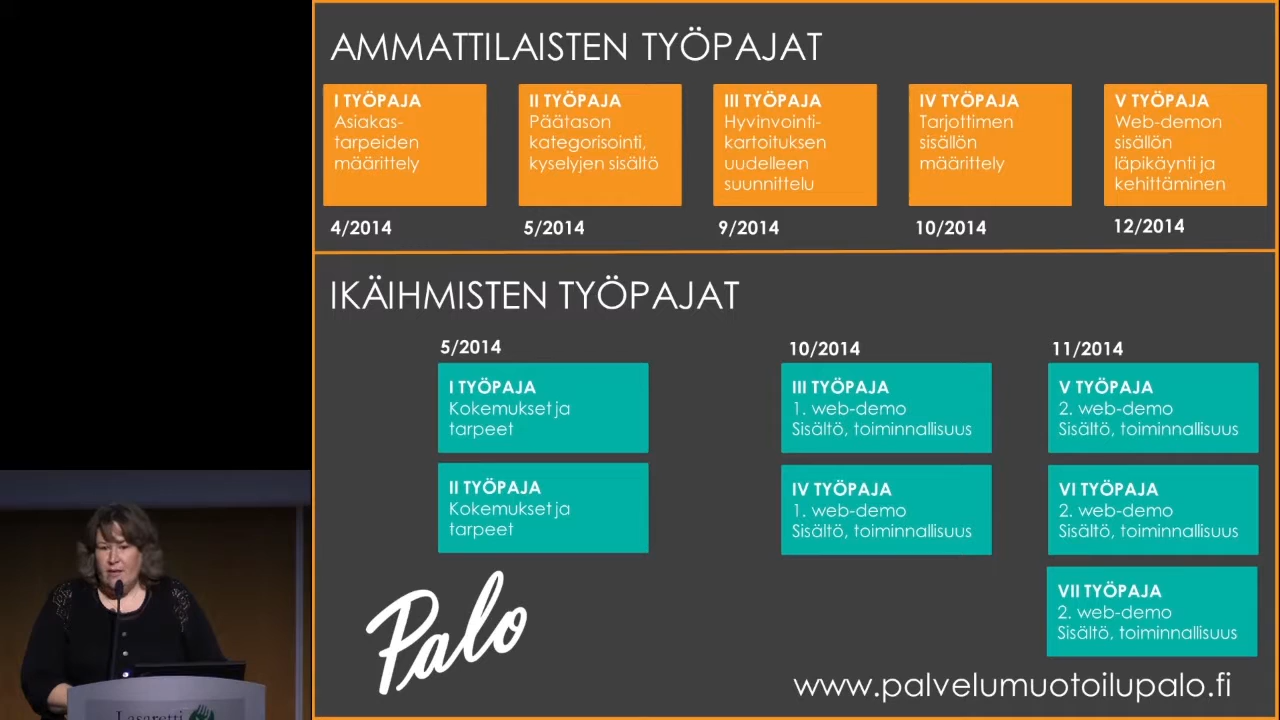 AMMATTILAISTEN TYÖPAJAT
I TYÖPAJA
Asiakas-
tarpeiden
määrittely
4/2014
II TYÖPAJA
Päätason
kategorisointi,
kyselyjen sisältö
5/2014
III TYÖPAJA
Hyvinvointi-
kartoituksen
uudelleen
suunnittelu
9/2014
IV TYÖPAJA
Tarjottimen
sisällön
määrittely
10/2014
V TYÖPAJA
Web-demon
sisällön
läpikäynti ja
kehittäminen
12/2014
IKÄIHMISTEN TYÖPAJAT
5/2014
I TYÖPAJA
Kokemukset ja
tarpeet
II TYÖPAJA
Kokemukset ja
tarpeet
10/2014
III TYÖPAJA
1. web-demo
Sisältö, toiminnallisuus
IV TYÖPAJA
1. web-demo
Sisältö, toiminnallisuus
11/2014
V TYÖPAJA
2. web-demo
Sisältö, toiminnallisuus
VI TYÖPAJA
2. web-demo
Sisältö, toiminnallisuus
VII TYÖPAJA
2. web-demo
Sisältö, toiminnallisuus
Palo
www.palvelumuotoilupalo.fi
Lasaretti